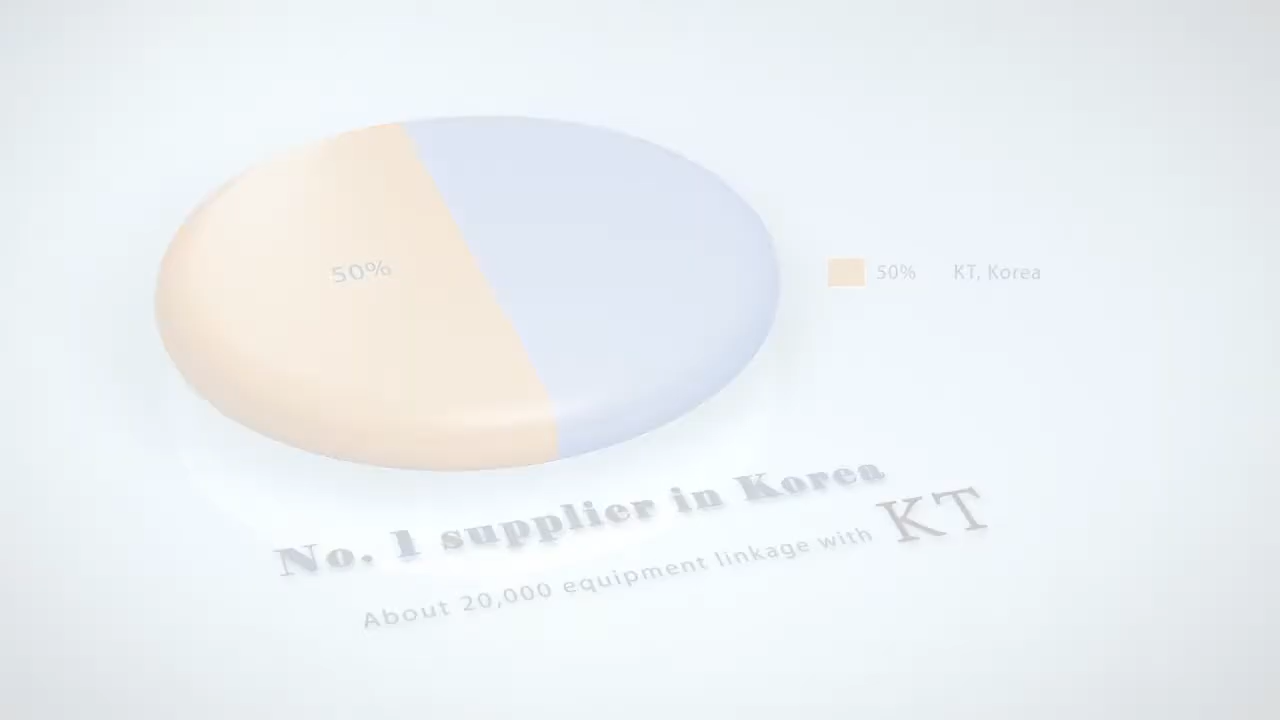 50%
50% KT, Korea
No. 1 supplier in Korea
About 20,000 equipment linkage with KT